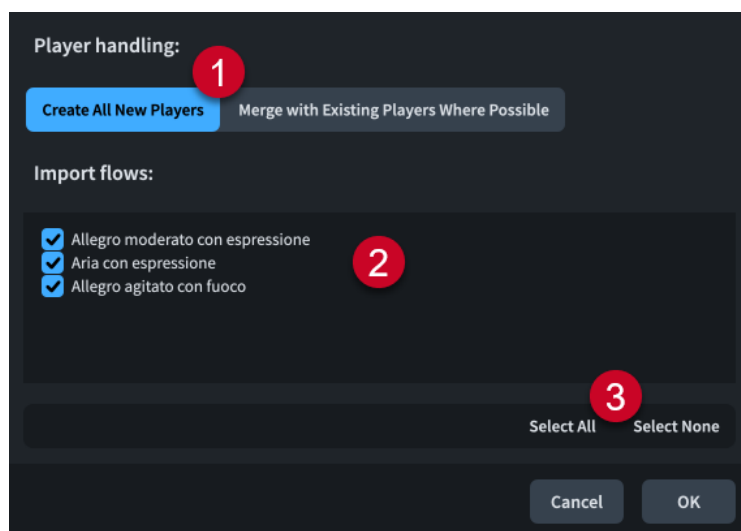 Player handling:
1
Create All New Players Merge with Existing Players Where Possible
Import flows:
Allegro moderato con espressione
Aria con espressione
2
Allegro agitato con fuoco
3
Select All Select None
Cancel OK